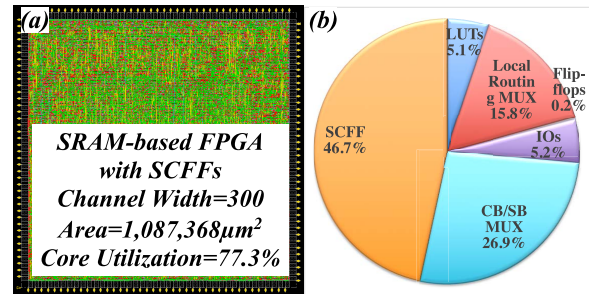 (a)
SRAM-based FPGA
with SCFFs
Channel Width=300
Area=1,087,368μm²
Core Utilization=77.3%
(b)
LUTs
5.1%
Local
Routin
g MUX
15.8%
Flip-
flops
0.2%
IOs
5.2%
CB/SB
MUX
26.9%
SCFF
46.7%